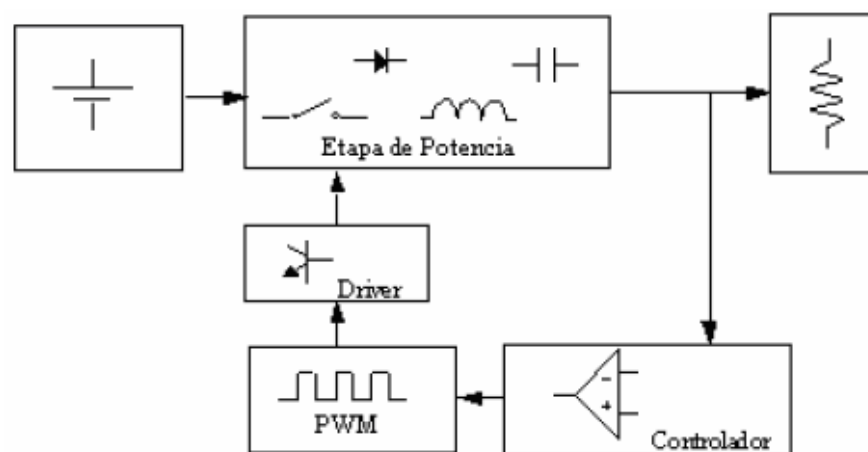 Etapa de Potencia
Driver
PWM
Controlador